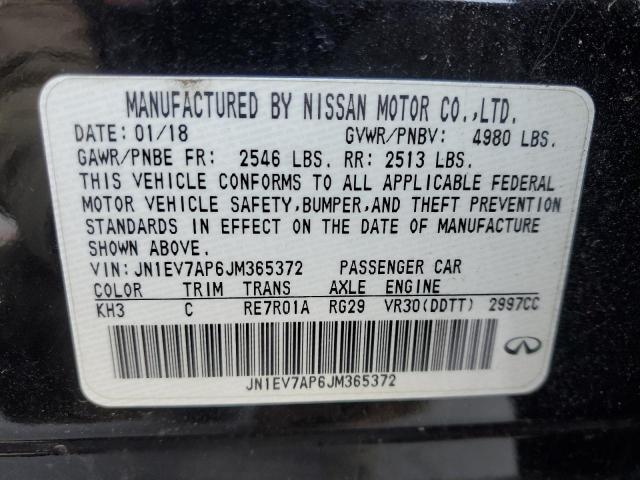 MANUFACTURED BY NISSAN MOTOR CO.,LTD.
DATE: 01/18 GVWR/PNBV: 4980 LBS.
GAWR/PNBE FR: 2546 LBS. RR: 2513 LBS.
THIS VEHICLE CONFORMS TO ALL APPLICABLE FEDERAL
MOTOR VEHICLE SAFETY,BUMPER,AND THEFT PREVENTION
STANDARDS IN EFFECT ON THE DATE OF MANUFACTURE
SHOWN ABOVE.
VIN: JN1EV7AP6JM365372 PASSENGER CAR
COLOR TRIM TRANS AXLE ENGINE
KH3 C RE7R01A RG29 VR30(DDTT) 2997CC
JN1EV7AP6JM365372